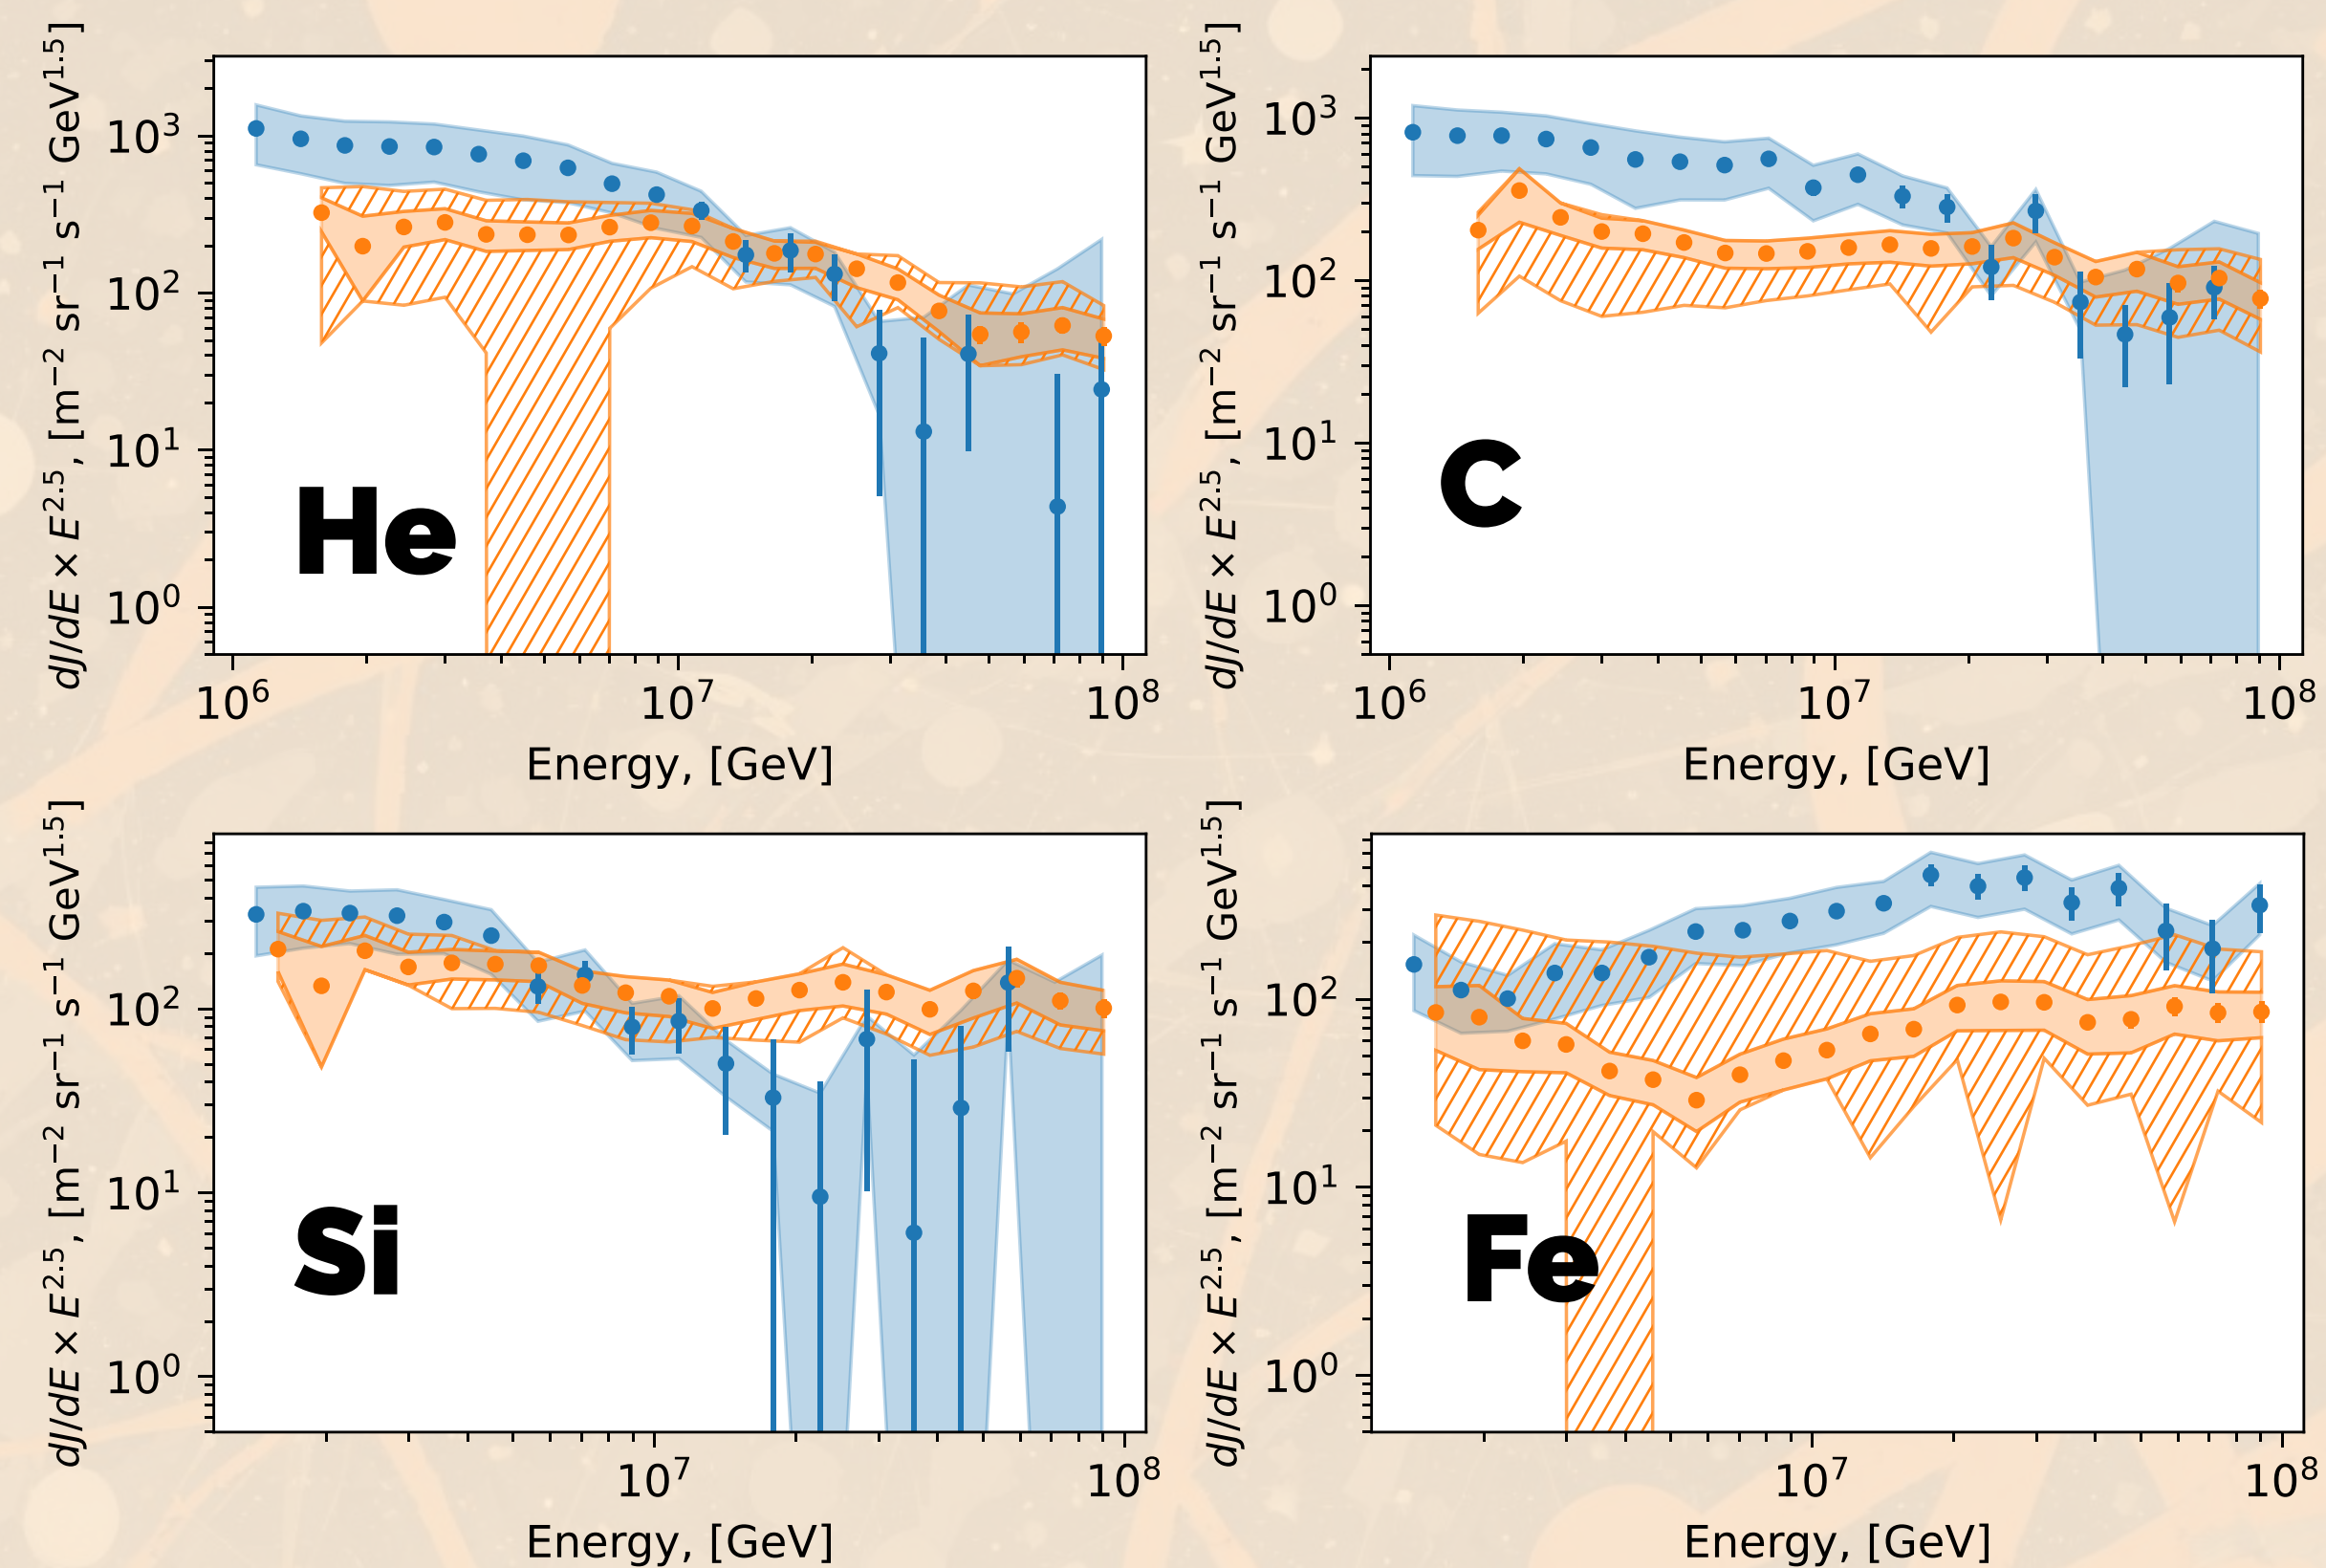 dJ/dE × E^2.5, [m^−2 sr^−1 s^−1 GeV^1.5]
10^3
10^2
10^1
10^0
He
10^6 10^7 10^8
Energy, [GeV]
dJ/dE × E^2.5, [m^−2 sr^−1 s^−1 GeV^1.5]
10^3
10^2
10^1
10^0
C
10^6 10^7 10^8
Energy, [GeV]
dJ/dE × E^2.5, [m^−2 sr^−1 s^−1 GeV^1.5]
10^2
10^1
10^0
Si
10^7 10^8
Energy, [GeV]
dJ/dE × E^2.5, [m^−2 sr^−1 s^−1 GeV^1.5]
10^2
10^1
10^0
Fe
10^7 10^8
Energy, [GeV]